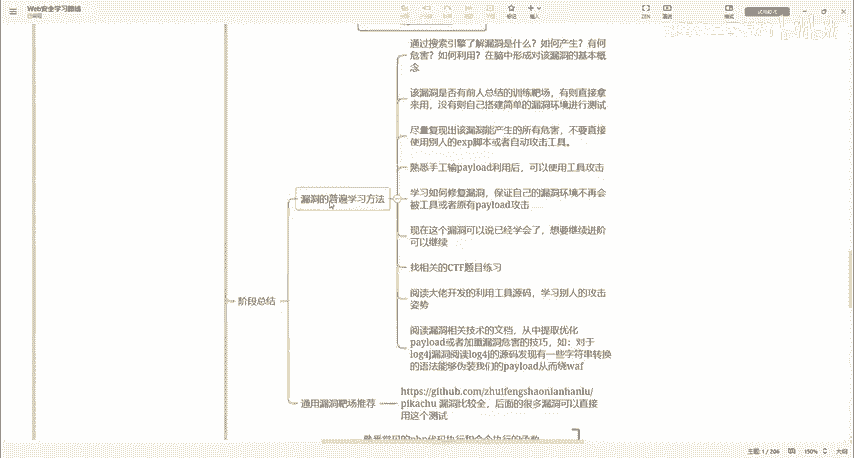 Web安全学习路线
已保存
标记
插入
ZEN
演说
格式
通过搜索引擎了解漏洞是什么？如何产生？有何
危害？如何利用？在脑中形成对该漏洞的基本概
念
该漏洞是否有前人总结的训练靶场，有则直接拿
来用，没有则自己搭建简单的漏洞环境进行测试
尽量复现出该漏洞能产生的所有危害，不要直接
使用别人的exp脚本或者自动攻击工具。
熟悉手工输payload利用后，可以使用工具攻击
漏洞的普遍学习方法
学习如何修复漏洞，保证自己的漏洞环境不再会
被工具或者原有payload攻击
现在这个漏洞可以说已经学会了，想要继续进阶
可以继续
找相关的CTF题目练习
阶段总结
阅读大佬开发的利用工具源码，学习别人的攻击
姿势
阅读漏洞相关技术的文档，从中提取优化
payload或者加重漏洞危害的技巧，如：对于
log4j漏洞阅读log4j的源码发现有一些字符串转换
的语法能够伪装我们的payload从而绕waf
通用漏洞靶场推荐
https://github.com/zhuifengshaonianhanlu/
pikachu 漏洞比较全，后面的很多漏洞可以直接
用这个测试
主题: 1 / 206
150%
大纲